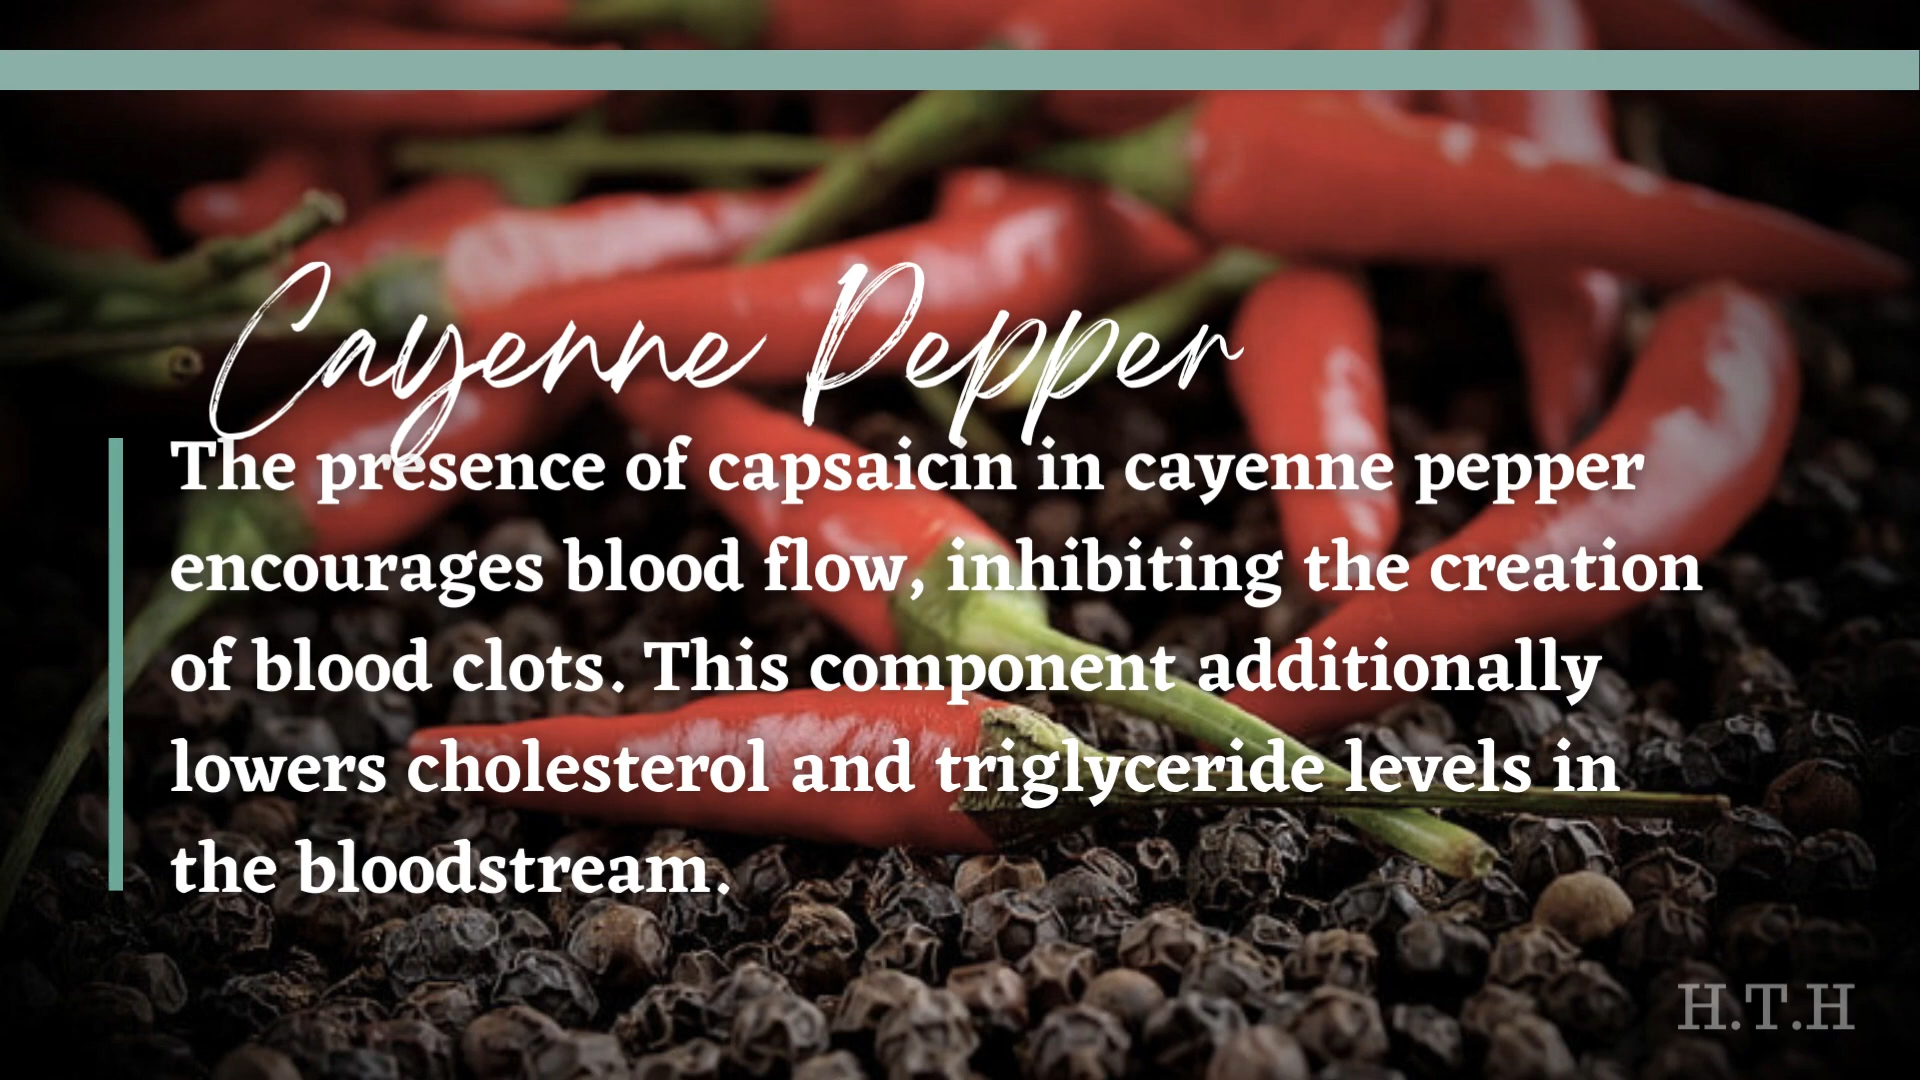 Cayenne Pepper
The presence of capsaicin in cayenne pepper
encourages blood flow, inhibiting the creation
of blood clots. This component additionally
lowers cholesterol and triglyceride levels in
the bloodstream.
H.T.H